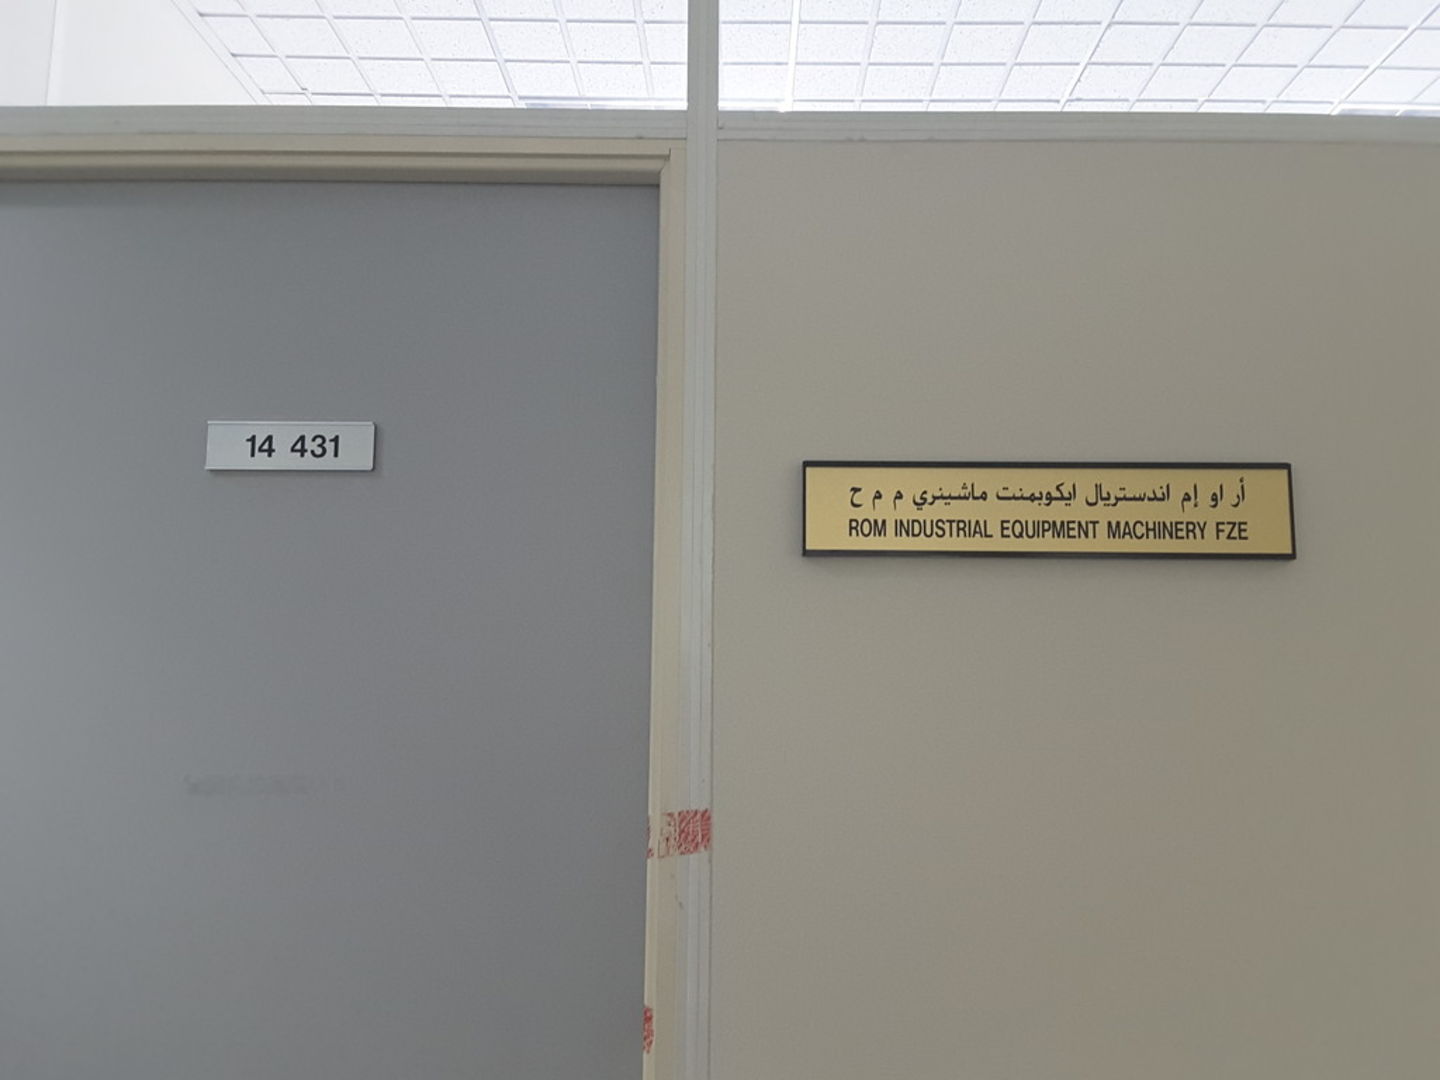 14 431
أر او إم اندستريال ايكوبمنت ماشينري م م ح
ROM INDUSTRIAL EQUIPMENT MACHINERY FZE